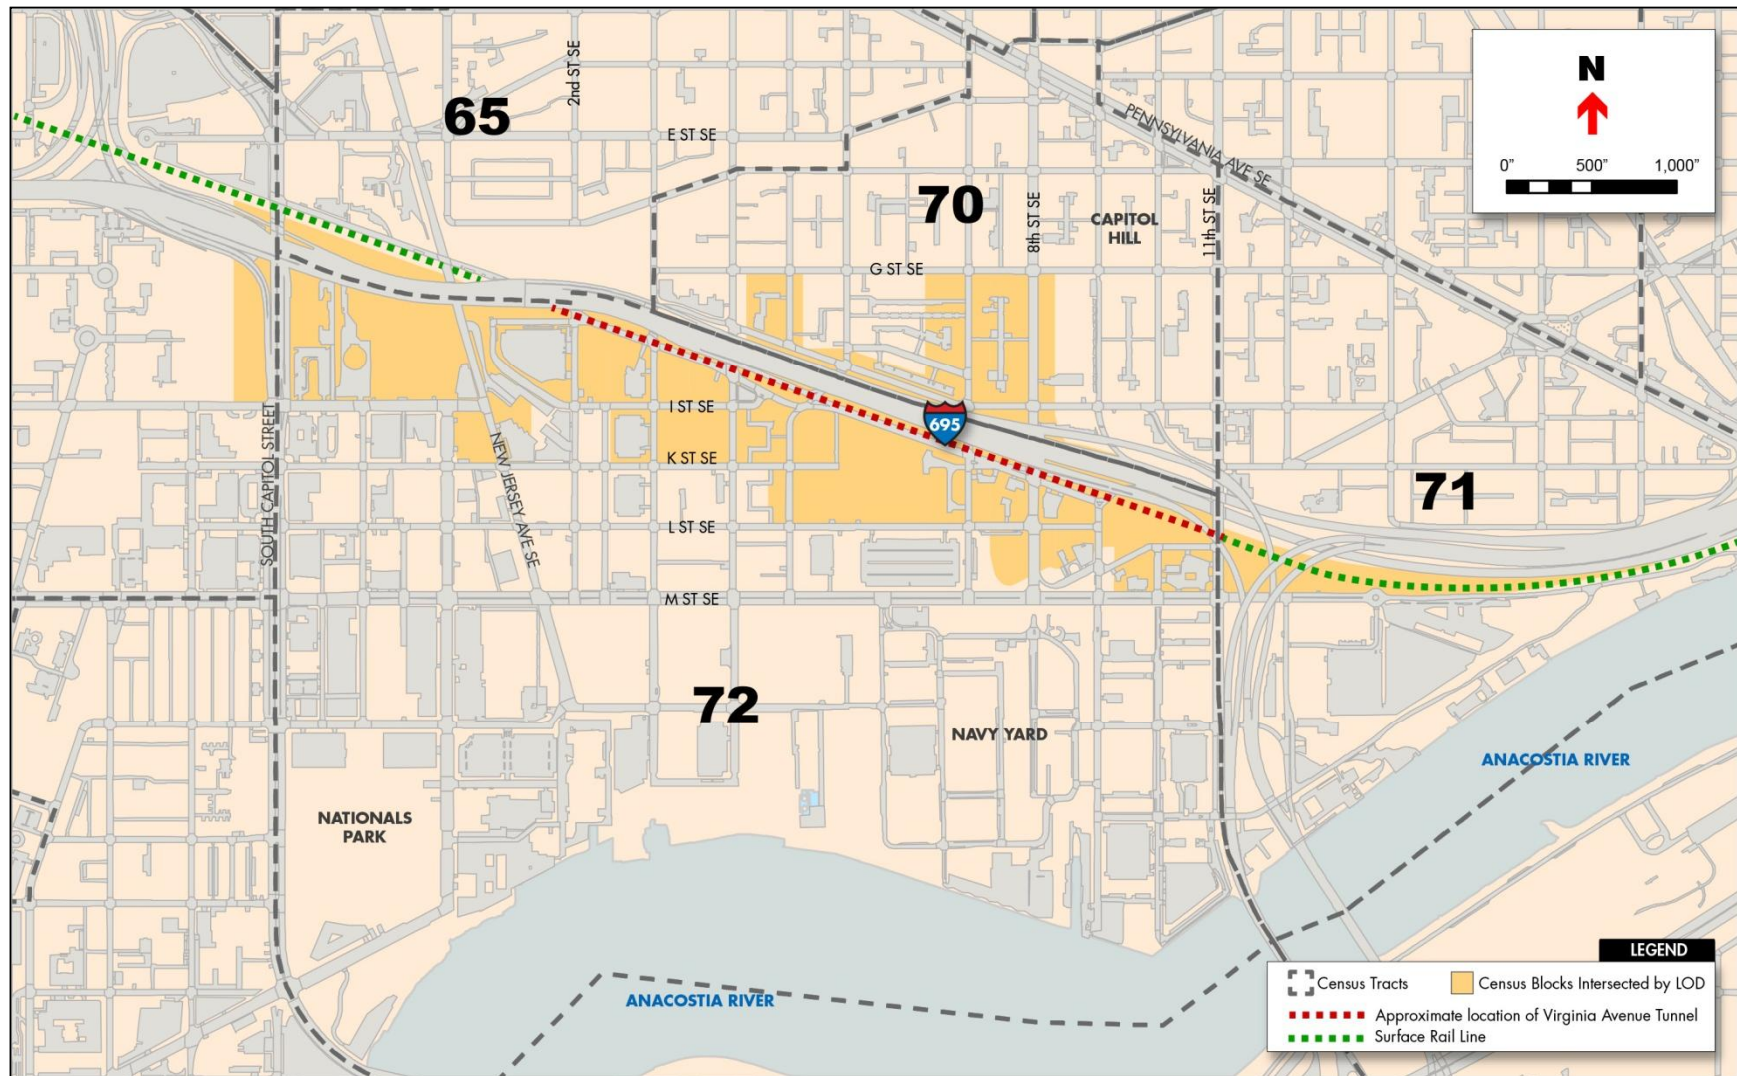 N
0" 500" 1,000"
2nd ST SE
65
E ST SE
PENNSYLVANIA AVE SE
70
8th ST SE
CAPITOL
HILL
11th ST SE
G ST SE
I ST SE
695
SOUTH CAPITOL STREET
NEW JERSEY AVE SE
K ST SE
71
L ST SE
M ST SE
72
NAVY YARD
ANACOSTIA RIVER
NATIONALS
PARK
ANACOSTIA RIVER
LEGEND
Census Tracts
Census Blocks Intersected by LOD
Approximate location of Virginia Avenue Tunnel
Surface Rail Line